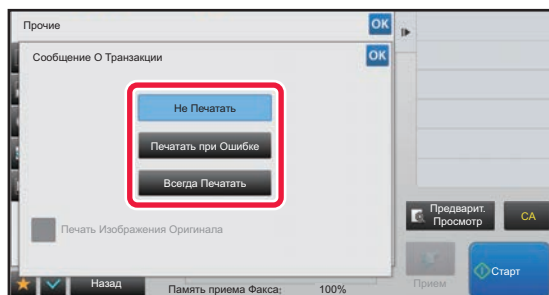 Прочие
OK
Сообщение О Транзакции
OK
Не Печатать
Печатать при Ошибке
Всегда Печатать
Печать Изображения Оригинала
Предварит.
Просмотр
CA
Назад
Память приема Факса:
100%
Прием
Старт